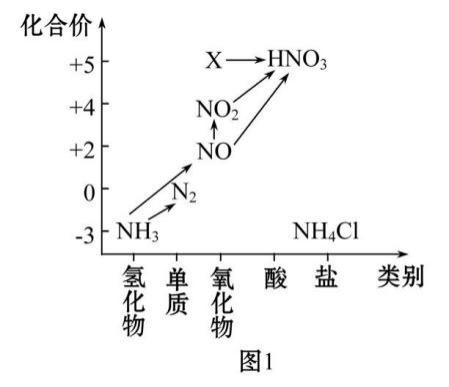 化合价
+5 X HNO₃
+4 NO₂
+2 NO
0 N₂
-3 NH₃ NH₄Cl
氢化物 单质 氧化物 酸 盐 类别
图1